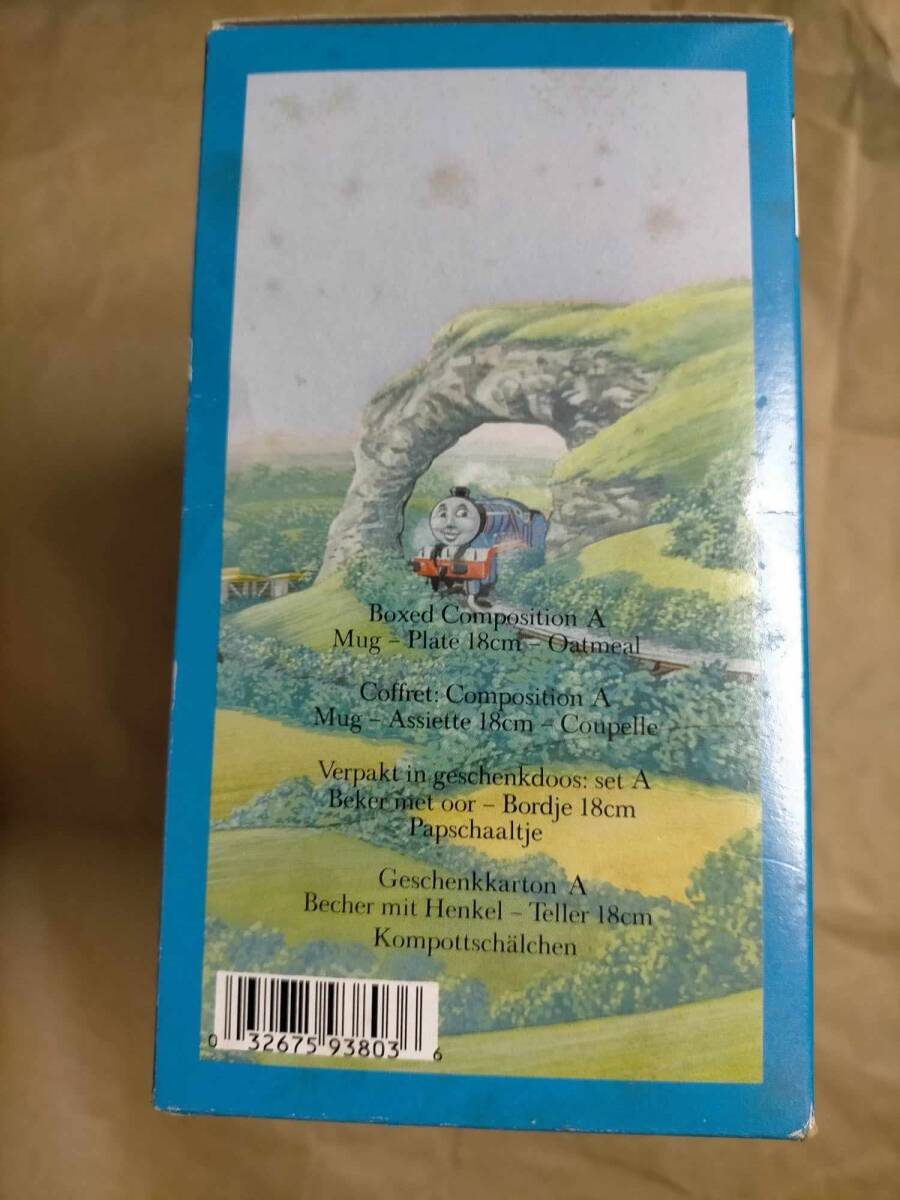 Boxed Composition A
Mug – Plate 18cm – Oatmeal
Coffret: Composition A
Mug – Assiette 18cm – Coupelle
Verpakt in geschenkdoos: set A
Beker met oor – Bordje 18cm
Papschaaltje
Geschenkkarton A
Becher mit Henkel – Teller 18cm
Kompottschälchen
0 32675 93803 6